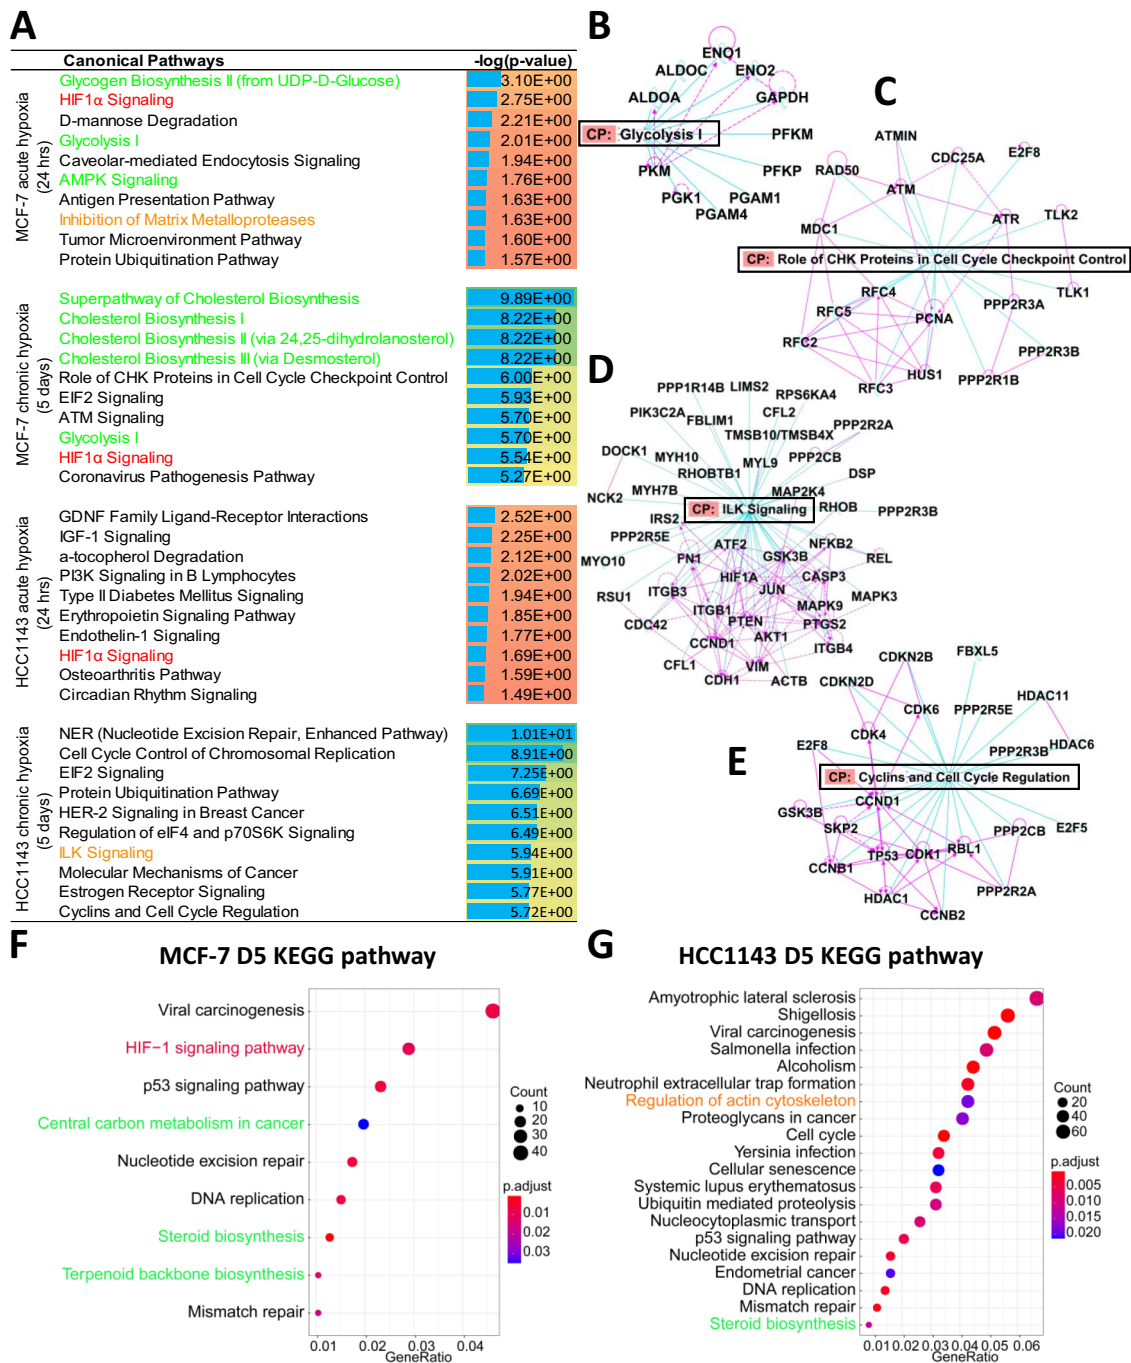 A
Canonical Pathways -log(p-value)
MCF-7 acute hypoxia
(24 hrs)
Glycogen Biosynthesis II (from UDP-D-Glucose) 3.10E+00
HIF1α Signaling 2.75E+00
D-mannose Degradation 2.21E+00
Glycolysis I 2.01E+00
Caveolar-mediated Endocytosis Signaling 1.94E+00
AMPK Signaling 1.76E+00
Antigen Presentation Pathway 1.63E+00
Inhibition of Matrix Metalloproteases 1.63E+00
Tumor Microenvironment Pathway 1.60E+00
Protein Ubiquitination Pathway 1.57E+00
MCF-7 chronic hypoxia
(5 days)
Superpathway of Cholesterol Biosynthesis 9.89E+00
Cholesterol Biosynthesis I 8.22E+00
Cholesterol Biosynthesis II (via 24,25-dihydrolanosterol) 8.22E+00
Cholesterol Biosynthesis III (via Desmosterol) 8.22E+00
Role of CHK Proteins in Cell Cycle Checkpoint Control 6.00E+00
EIF2 Signaling 5.93E+00
ATM Signaling 5.70E+00
Glycolysis I 5.70E+00
HIF1α Signaling 5.54E+00
Coronavirus Pathogenesis Pathway 5.27E+00
HCC1143 acute hypoxia
(24 hrs)
GDNF Family Ligand-Receptor Interactions 2.52E+00
IGF-1 Signaling 2.25E+00
a-tocopherol Degradation 2.12E+00
PI3K Signaling in B Lymphocytes 2.02E+00
Type II Diabetes Mellitus Signaling 1.94E+00
Erythropoietin Signaling Pathway 1.85E+00
Endothelin-1 Signaling 1.77E+00
HIF1α Signaling 1.69E+00
Osteoarthritis Pathway 1.59E+00
Circadian Rhythm Signaling 1.49E+00
HCC1143 chronic hypoxia
(5 days)
NER (Nucleotide Excision Repair, Enhanced Pathway) 1.01E+01
Cell Cycle Control of Chromosomal Replication 8.91E+00
EIF2 Signaling 7.25E+00
Protein Ubiquitination Pathway 6.69E+00
HER-2 Signaling in Breast Cancer 6.51E+00
Regulation of eIF4 and p70S6K Signaling 6.49E+00
ILK Signaling 5.94E+00
Molecular Mechanisms of Cancer 5.91E+00
Estrogen Receptor Signaling 5.77E+00
Cyclins and Cell Cycle Regulation 5.72E+00
B
ENO1
ALDOC
ENO2
ALDOA
GAPDH
CP: Glycolysis I
PFKM
PKM
PFKP
PGK1
PGAM1
PGAM4
C
ATMIN
CDC25A
E2F8
RAD50
ATM
ATR
TLK2
MDC1
CP: Role of CHK Proteins in Cell Cycle Checkpoint Control
RFC4
TLK1
RFC5
PCNA
PPP2R3A
RFC2
PPP2R3B
HUS1
RFC3
PPP2R1B
D
PPP1R14B
LIMS2
RPS6KA4
PIK3C2A
FBLIM1
CFL2
TMSB10/TMSB4X
PPP2R2A
DOCK1
MYH10
MYL9
PPP2CB
RHOBTB1
DSP
NCK2
MYH7B
MAP2K4
CP: ILK Signaling
RHOB
PPP2R3B
IRS2
PPP2R5E
ATF2
NFKB2
MYO10
FN1
GSK3B
REL
HIF1A
CASP3
RSU1
ITGB3
JUN
MAPK3
ITGB1
MAPK9
CDC42
PTEN
PTGS2
AKT1
CCND1
ITGB4
CFL1
VIM
CDH1
ACTB
E
CDKN2B
FBXL5
CDKN2D
HDAC11
CDK6
PPP2R5E
CDK4
E2F8
PPP2R3B
HDAC6
CP: Cyclins and Cell Cycle Regulation
CCND1
GSK3B
SKP2
PPP2CB
E2F5
TP53
CDK1
RBL1
CCNB1
HDAC1
PPP2R2A
CCNB2
F
MCF-7 D5 KEGG pathway
Viral carcinogenesis
HIF−1 signaling pathway
p53 signaling pathway
Central carbon metabolism in cancer
Nucleotide excision repair
DNA replication
Steroid biosynthesis
Terpenoid backbone biosynthesis
Mismatch repair
0.01 0.02 0.03 0.04
GeneRatio
Count
10
20
30
40
p.adjust
0.01
0.02
0.03
G
HCC1143 D5 KEGG pathway
Amyotrophic lateral sclerosis
Shigellosis
Viral carcinogenesis
Salmonella infection
Alcoholism
Neutrophil extracellular trap formation
Regulation of actin cytoskeleton
Proteoglycans in cancer
Cell cycle
Yersinia infection
Cellular senescence
Systemic lupus erythematosus
Ubiquitin mediated proteolysis
Nucleocytoplasmic transport
p53 signaling pathway
Nucleotide excision repair
Endometrial cancer
DNA replication
Mismatch repair
Steroid biosynthesis
0.01 0.02 0.03 0.04 0.05 0.06
GeneRatio
Count
20
40
60
p.adjust
0.005
0.010
0.015
0.020